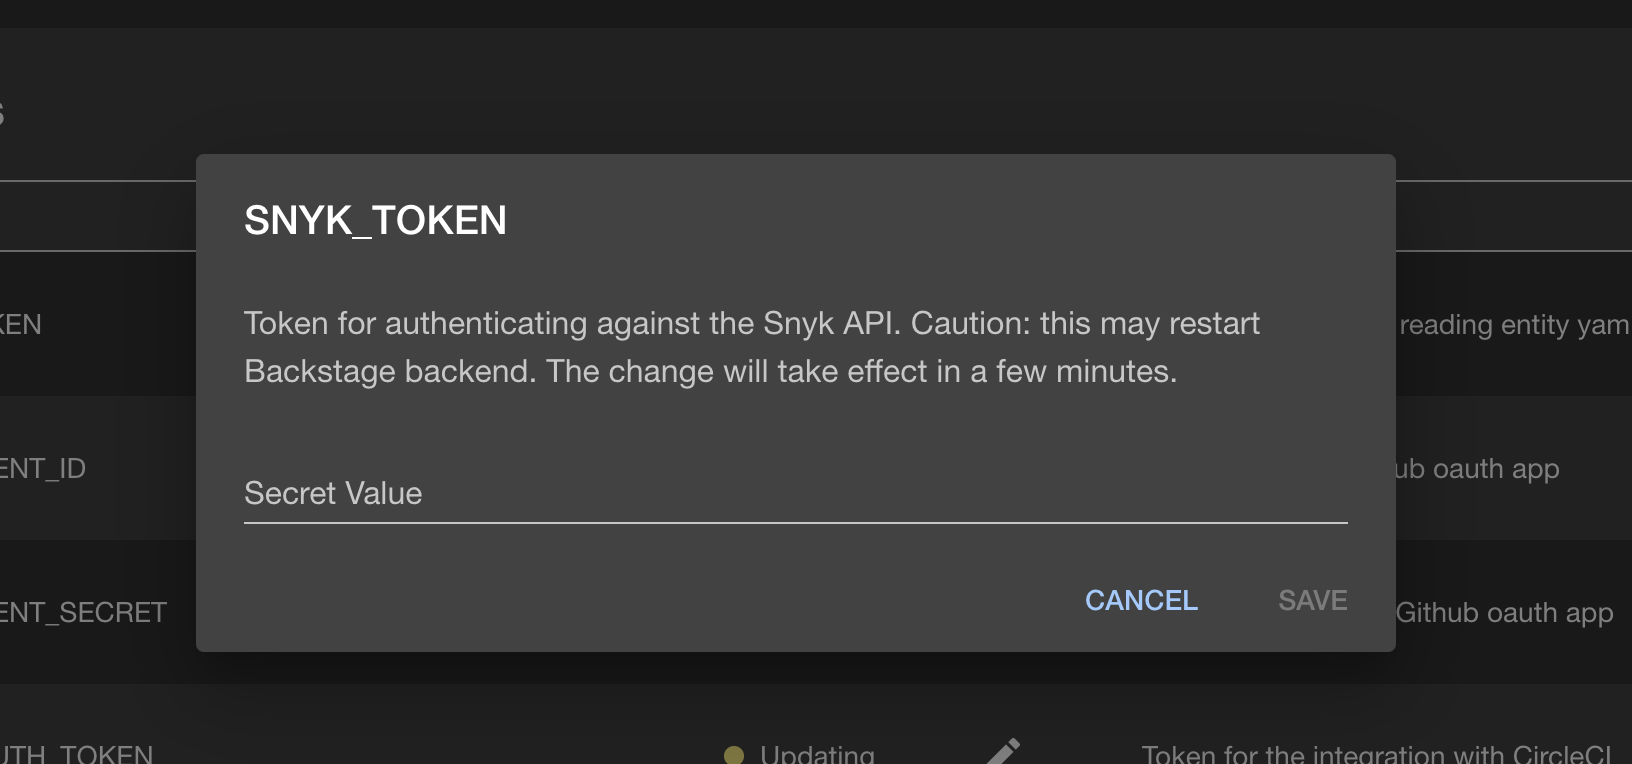 SNYK_TOKEN
Token for authenticating against the Snyk API. Caution: this may restart
Backstage backend. The change will take effect in a few minutes.
KEN
reading entity yam
ENT_ID
ub oauth app
Secret Value
CANCEL
SAVE
ENT_SECRET
Github oauth app
UTH_TOKEN
Updating
Token for the integration with CircleCI